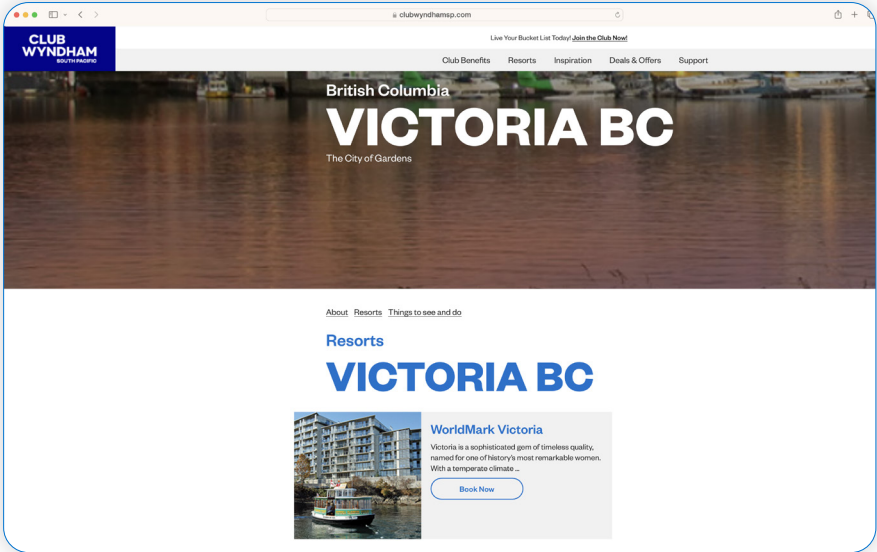 clubwyndhamsp.com
CLUB
WYNDHAM
SOUTH PACIFIC
Live Your Bucket List Today! Join the Club Now!
Club Benefits Resorts Inspiration Deals & Offers Support
British Columbia
VICTORIA BC
The City of Gardens
About Resorts Things to see and do
Resorts
VICTORIA BC
WorldMark Victoria
Victoria is a sophisticated gem of timeless quality,
named for one of history's most remarkable women.
With a temperate climate ...
Book Now